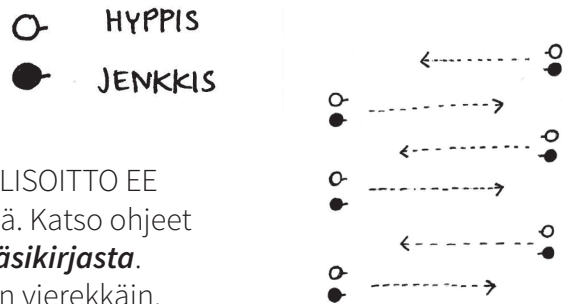 HYPPIS
JENKKIS
LISOITTO EE
ä. Katso ohjeet
äsikirjasta.
n vierekkäin.